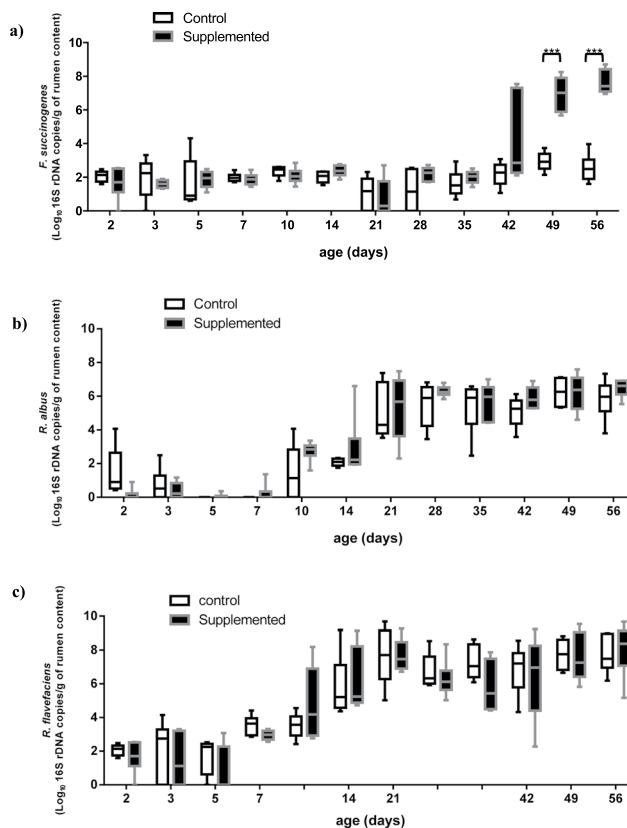 a)
Control
Supplemented
F. succinogenes
(Log10 16S rDNA copies/g of rumen content)
10
8
6
4
2
0
*** ***
2 3 5 7 10 14 21 28 35 42 49 56
age (days)
b)
Control
Supplemented
R. albus
(Log10 16S rDNA copies/g of rumen content)
10
8
6
4
2
0
2 3 5 7 10 14 21 28 35 42 49 56
age (days)
c)
control
Supplemented
R. flavefaciens
(Log10 16S rDNA copies/g of rumen content)
10
8
6
4
2
0
2 3 5 7 14 21 42 49 56
age (days)